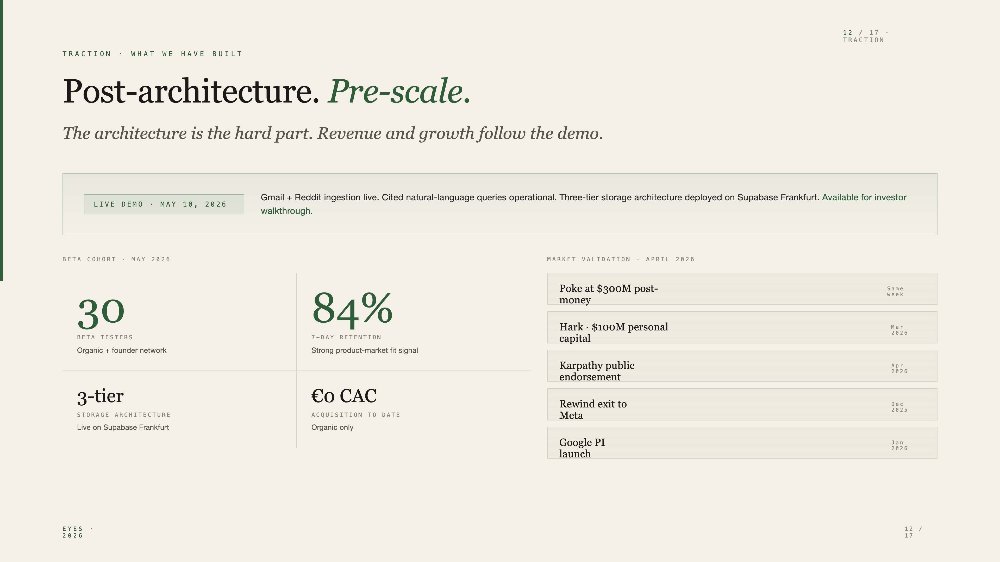 12 / 17 ·
TRACTION
TRACTION · WHAT WE HAVE BUILT
Post-architecture. Pre-scale.
The architecture is the hard part. Revenue and growth follow the demo.
LIVE DEMO · MAY 10, 2026
Gmail + Reddit ingestion live. Cited natural-language queries operational. Three-tier storage architecture deployed on Supabase Frankfurt. Available for investor
walkthrough.
BETA COHORT · MAY 2026
30
BETA TESTERS
Organic + founder network
84%
7–DAY RETENTION
Strong product-market fit signal
3-tier
STORAGE ARCHITECTURE
Live on Supabase Frankfurt
€0 CAC
ACQUISITION TO DATE
Organic only
MARKET VALIDATION · APRIL 2026
Poke at $300M post-
money
Same
week
Hark · $100M personal
capital
Mar
2026
Karpathy public
endorsement
Apr
2026
Rewind exit to
Meta
Dec
2025
Google PI
launch
Jan
2026
EYES ·
2026
12 /
17